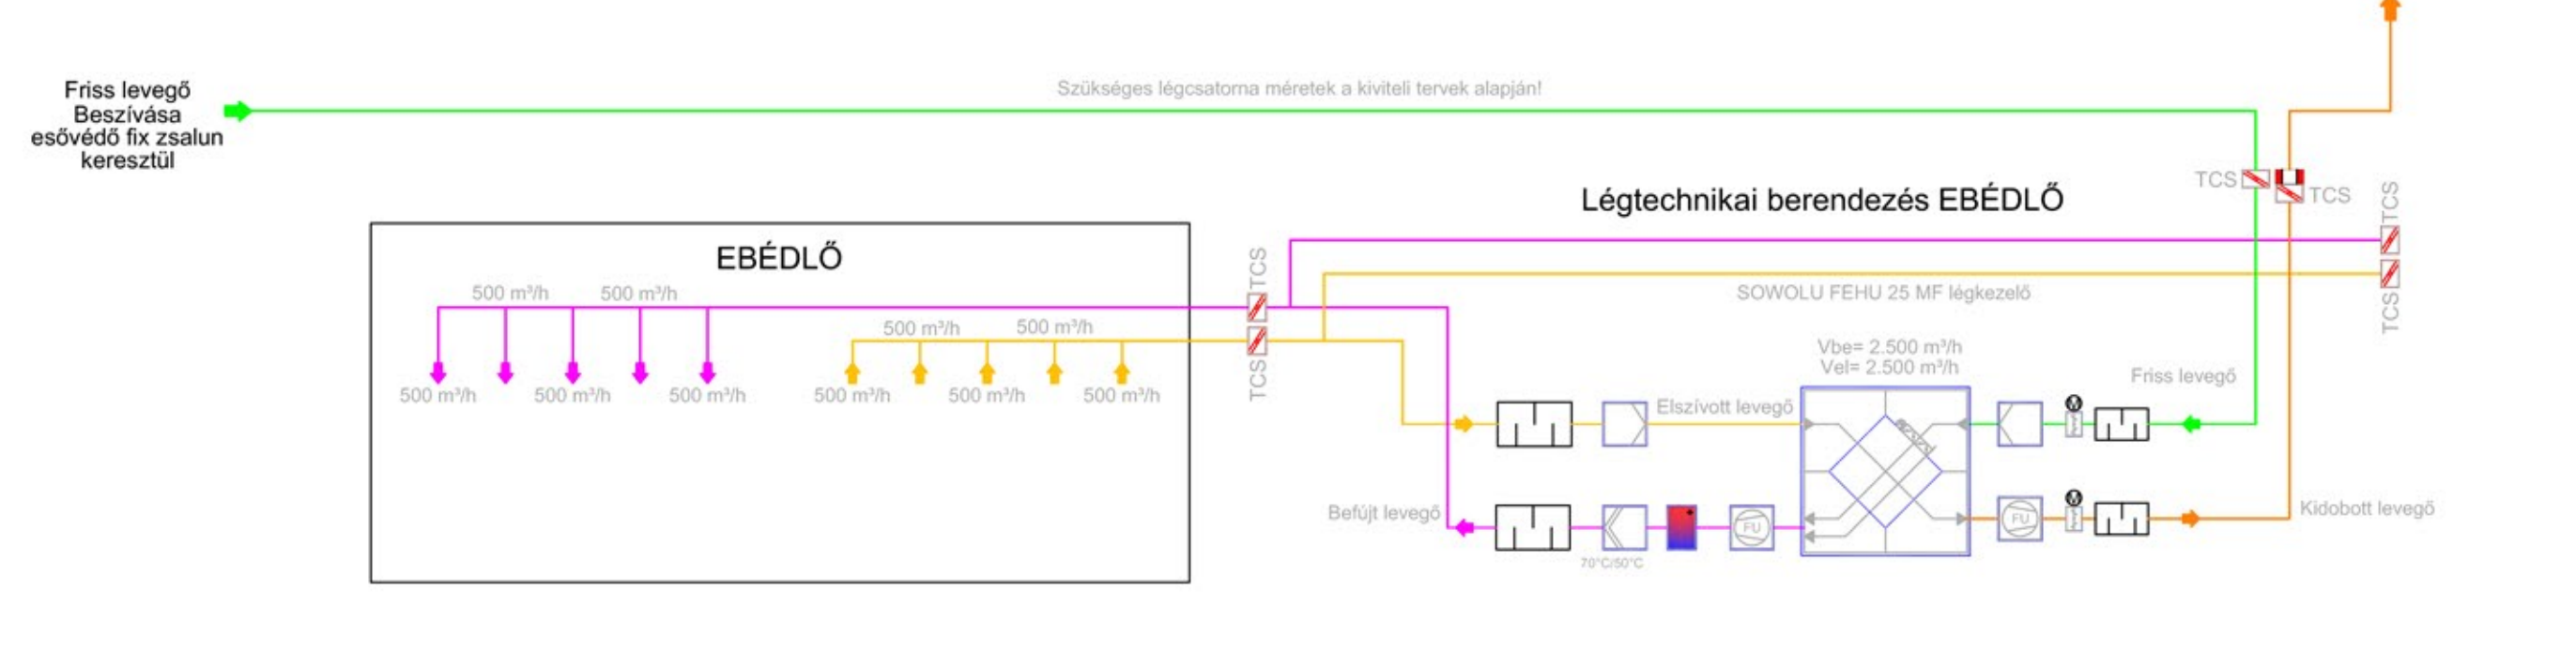 Friss levegő
Beszívása
esővédő fix zsalun
keresztül
Szükséges légcsatorna méretek a kiviteli tervek alapján!
TCS
TCS
TCS
Légtechnikai berendezés EBÉDLŐ
EBÉDLŐ
TCS
500 m³/h
500 m³/h
SOWOLU FEHU 25 MF légkezelő
TCS
500 m³/h
500 m³/h
Vbe= 2.500 m³/h
Vel= 2.500 m³/h
TCS
Friss levegő
500 m³/h
500 m³/h
500 m³/h
500 m³/h
500 m³/h
500 m³/h
Elszívott levegő
M
Befújt levegő
FU
FU
M
Kidobott levegő
70°C/50°C